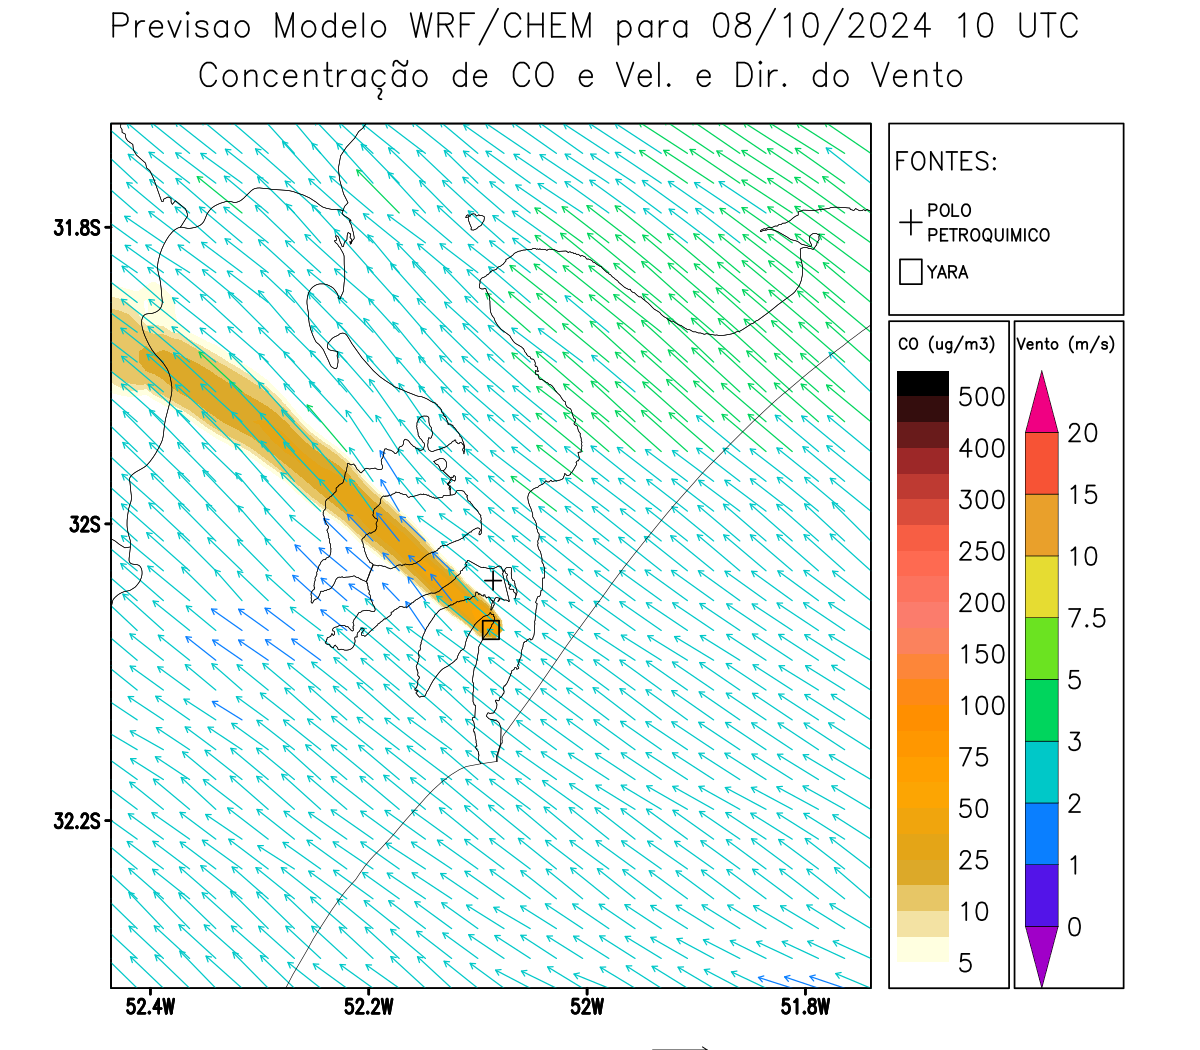 Previsao Modelo WRF/CHEM para 08/10/2024 10 UTC
Concentração de CO e Vel. e Dir. do Vento
FONTES:
POLO
PETROQUIMICO
YARA
CO (ug/m3)
500
400
300
250
200
150
100
75
50
25
10
5
Vento (m/s)
20
15
10
7.5
5
3
2
1
0
31.8S
32S
32.2S
52.4W
52.2W
52W
51.8W